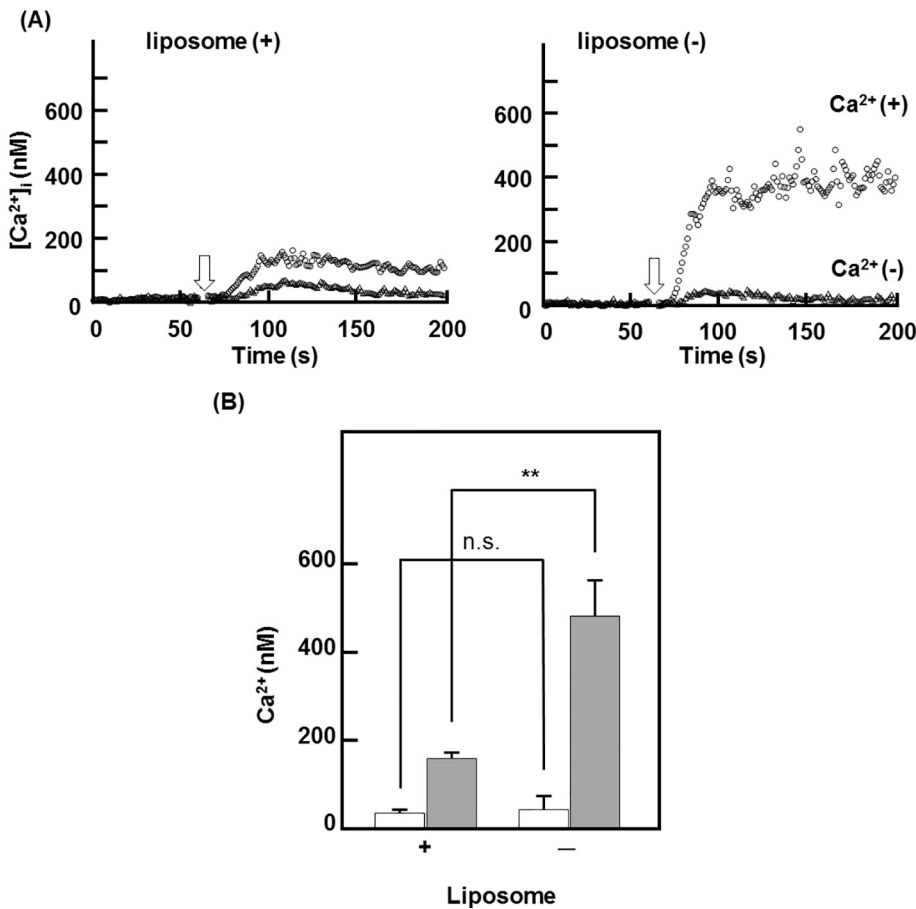 (A)
liposome (+)
liposome (-)
600
400
200
0
[Ca²⁺]ᵢ (nM)
0 50 100 150 200
Time (s)
600
400
200
0
Ca²⁺ (+)
Ca²⁺ (-)
0 50 100 150 200
Time (s)
(B)
**
n.s.
600
400
200
0
Ca²⁺ (nM)
+ —
Liposome